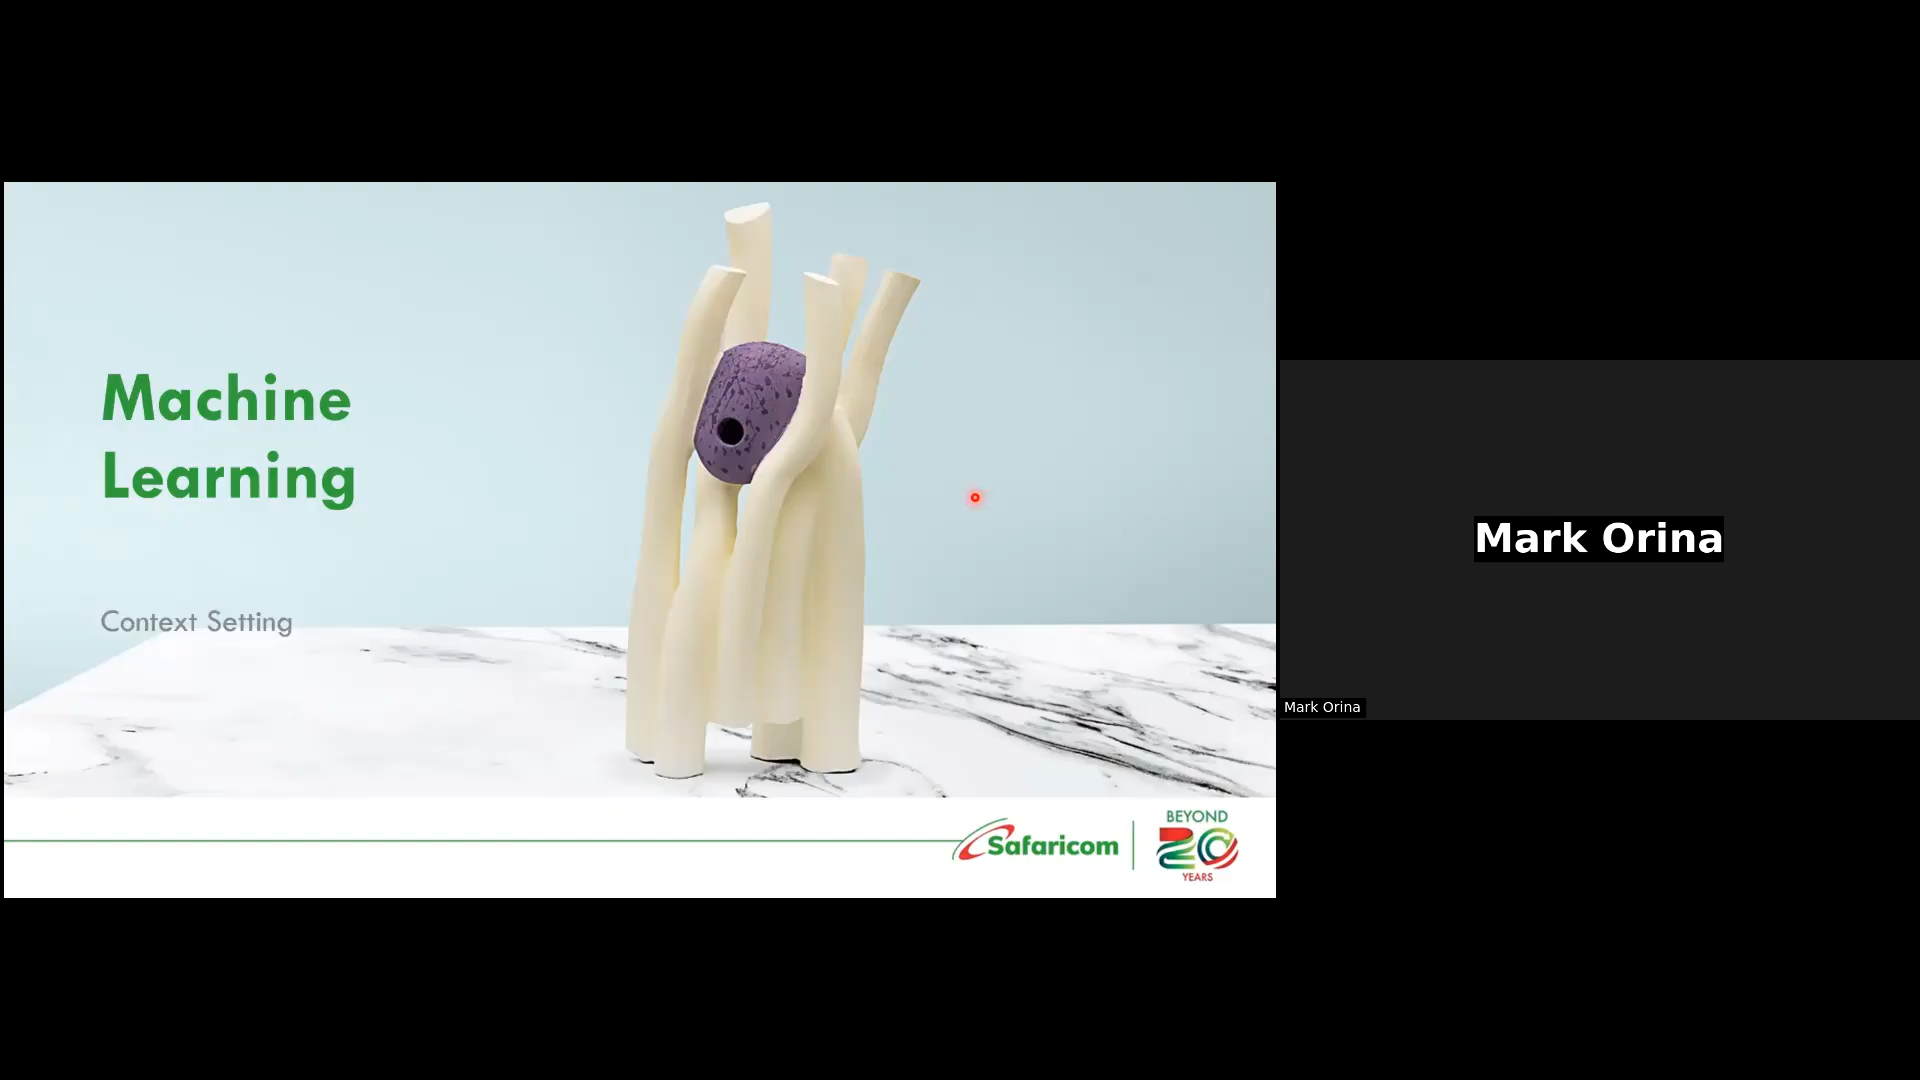 Machine
Learning
Context Setting
Safaricom
BEYOND
20
YEARS
Mark Orina
Mark Orina